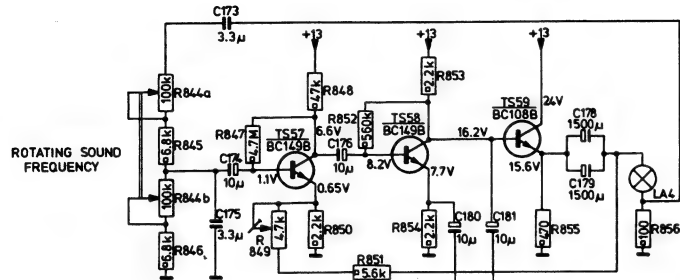 C173
3.3µ
+13
+13
+13
100k
R844a
47k
R848
2.2k
R853
R847
4.7M
R852
560k
TS57
BC149B
TS58
BC149B
TS59
BC108B
24V
C178
1500µ
6.8k
R845
6.6V
C176
16.2V
ROTATING SOUND
FREQUENCY
C174
10µ
10µ
1.1V
0.65V
8.2V
7.7V
15.6V
C179
1500µ
LA4
100k
R844b
C175
3.3µ
6.8k
R846
R
849
4.7k
2.2k
R850
R854
2.2k
C180
10µ
C181
10µ
470
R855
100
R856
R851
5.6k